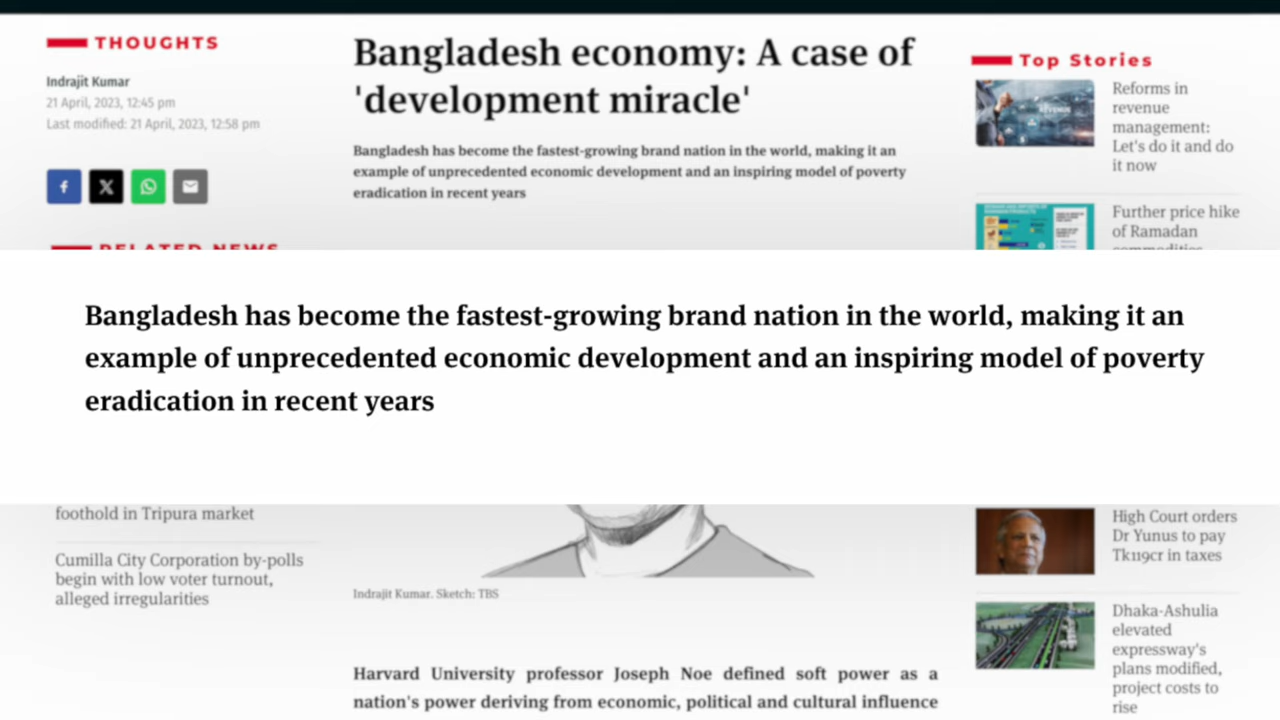 THOUGHTS
Indrajit Kumar
21 April, 2023, 12:45 pm
Last modified: 21 April, 2023, 12:58 pm
RELATED NEWS
Bangladesh economy: A case of
'development miracle'
Bangladesh has become the fastest-growing brand nation in the world, making it an
example of unprecedented economic development and an inspiring model of poverty
eradication in recent years
Top Stories
Reforms in
revenue
management:
Let's do it and do
it now
Further price hike
of Ramadan
commodities
Bangladesh has become the fastest-growing brand nation in the world, making it an
example of unprecedented economic development and an inspiring model of poverty
eradication in recent years
foothold in Tripura market
Cumilla City Corporation by-polls
begin with low voter turnout,
alleged irregularities
Indrajit Kumar. Sketch: TBS
Harvard University professor Joseph Noe defined soft power as a
nation's power deriving from economic, political and cultural influence
High Court orders
Dr Yunus to pay
Tk119cr in taxes
Dhaka-Ashulia
elevated
expressway's
plans modified,
project costs to
rise